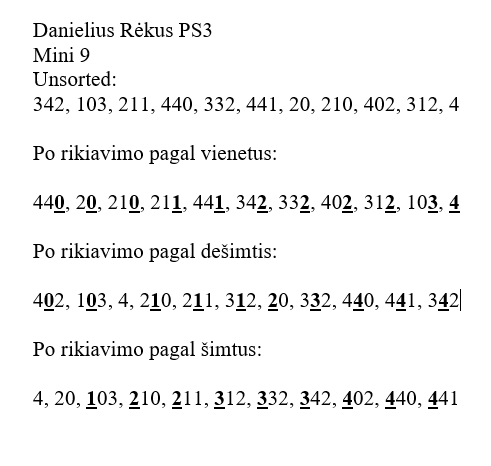 Danielius Rėkus PS3
Mini 9
Unsorted:
342, 103, 211, 440, 332, 441, 20, 210, 402, 312, 4
Po rikiavimo pagal vienetus:
440, 20, 210, 211, 441, 342, 332, 402, 312, 103, 4
Po rikiavimo pagal dešimtis:
402, 103, 4, 210, 211, 312, 20, 332, 440, 441, 342
Po rikiavimo pagal šimtus:
4, 20, 103, 210, 211, 312, 332, 342, 402, 440, 441